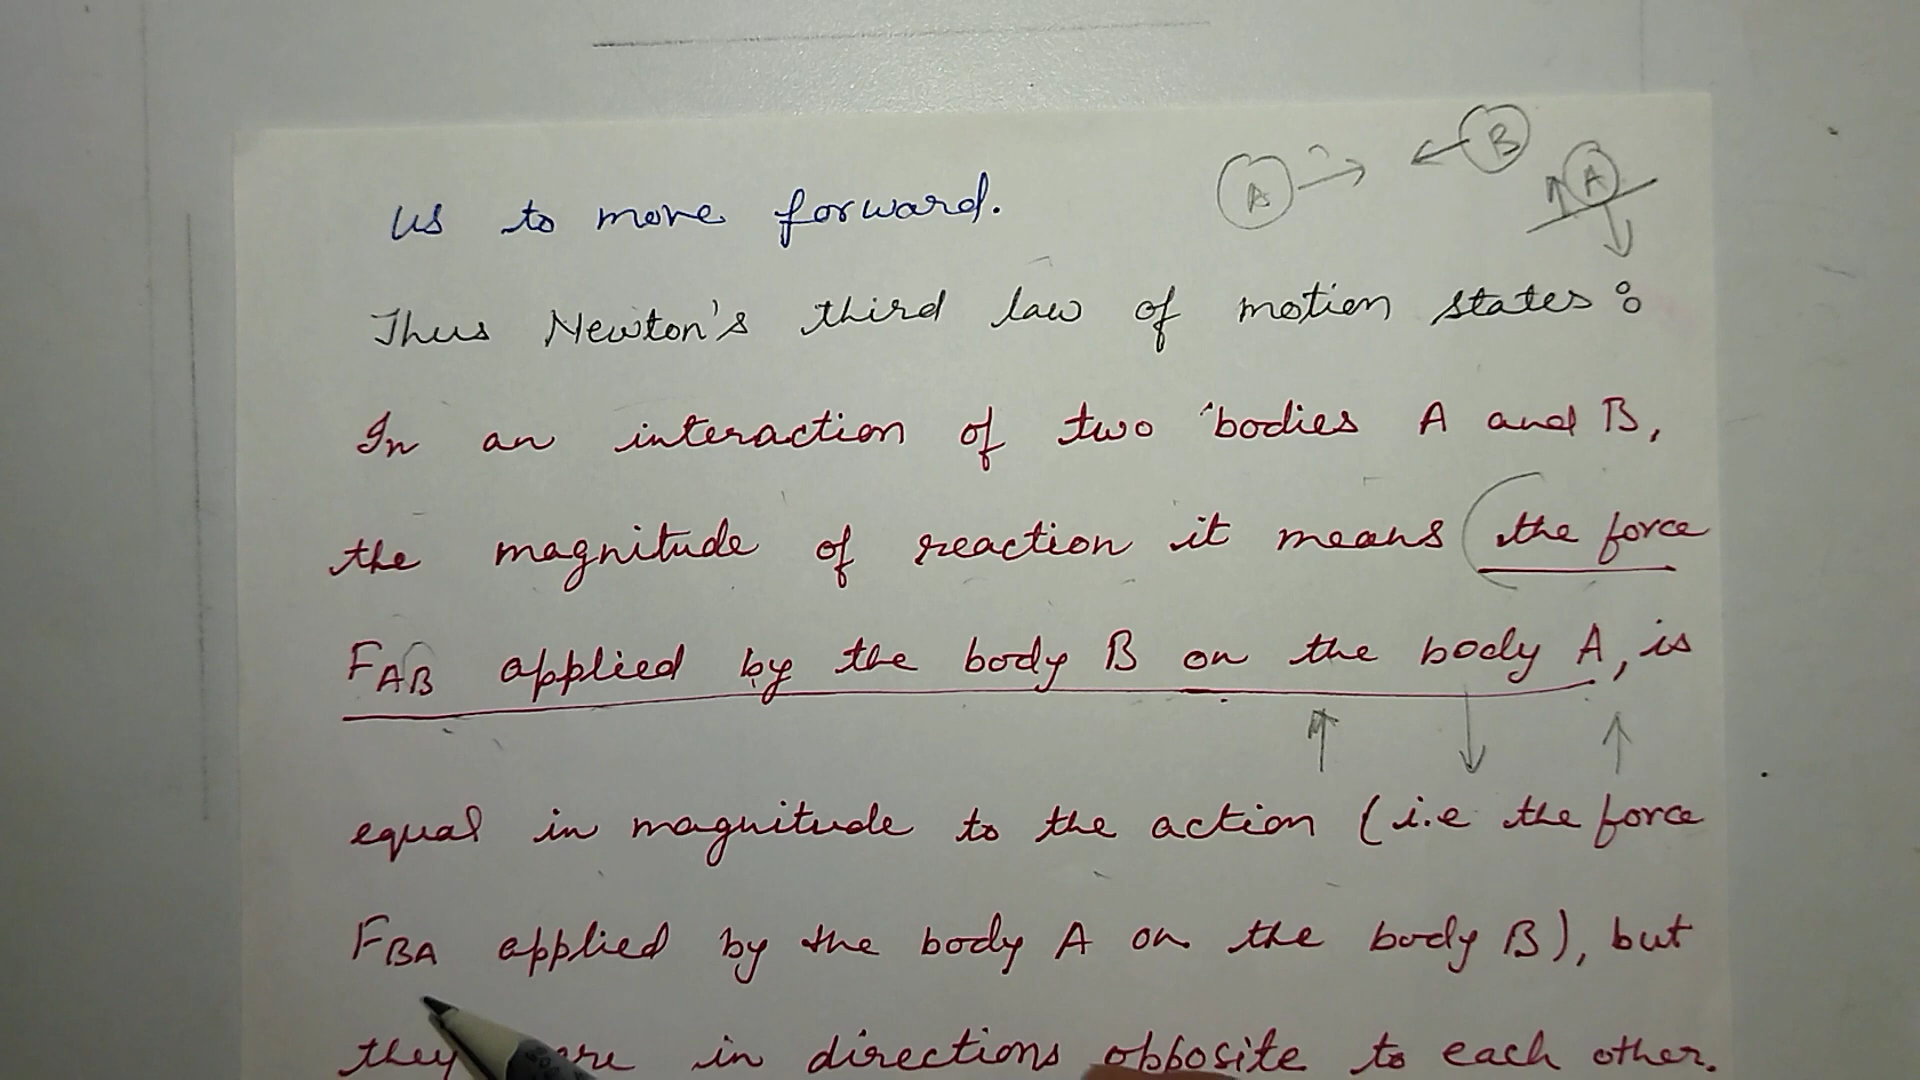 A
B
A
us to move forward.
Thus Newton's third law of motion states :
In an interaction of two bodies A and B,
the magnitude of reaction it means the force
FAB applied by the body B on the body A, is
equal in magnitude to the action (i.e the force
FBA applied by the body A on the body B), but
they are in directions opposite to each other.